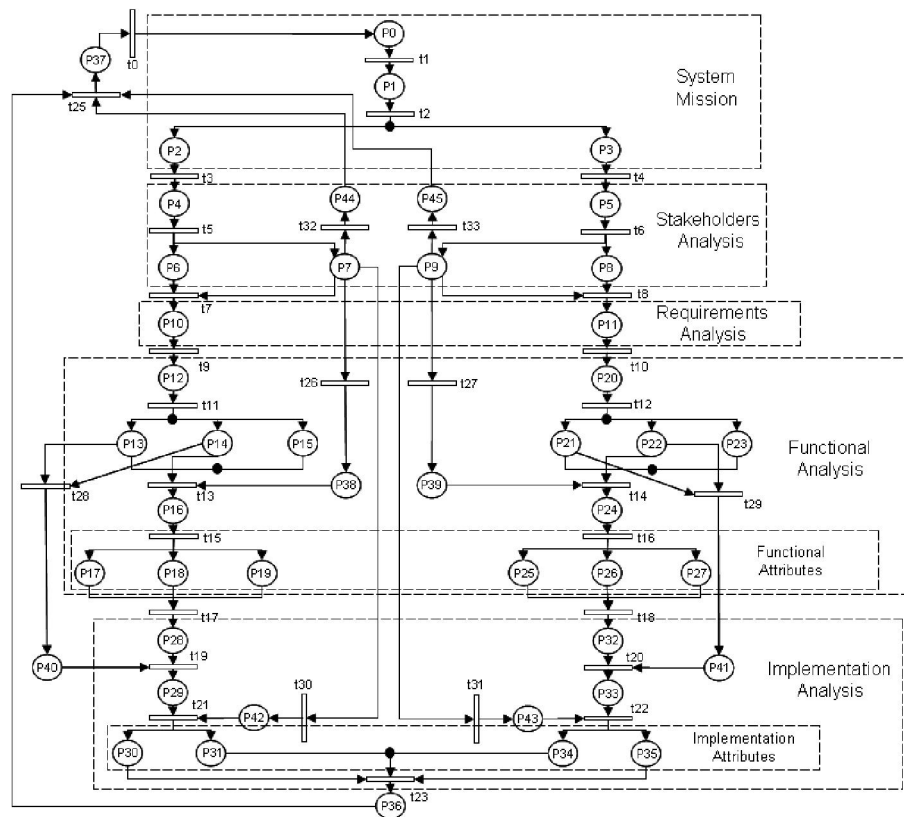 P0
P37
t0
t1
System
Mission
P1
t25
t2
P2
P3
t3
t4
P4
P44
P45
P5
Stakeholders
Analysis
t5
t32
t33
t6
P6
P7
P9
P8
t7
t8
P10
P11
Requirements
Analysis
t9
t10
P12
t26
t27
P20
t11
t12
P13
P14
P15
P21
P22
P23
Functional
Analysis
t28
t13
P38
P39
t14
t29
P16
P24
t15
t16
P17
P18
P19
P25
P26
P27
Functional
Attributes
t17
t18
P28
P32
P40
t19
t20
P41
Implementation
Analysis
P29
t30
t31
P33
t21
P42
P43
t22
P30
P31
P34
P35
Implementation
Attributes
t23
P36